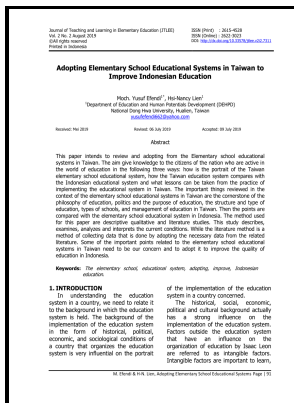 Journal of Teaching and Learning in Elementary Education (JTLEE)
Vol. 2 No. 2 August 2019
©All rights reserved
Printed in Indonesia
ISSN (Print) : 2615-4528
ISSN (Online) : 2622-3023
DOI: http://dx.doi.org/10.33578/jtlee.v2i2.7311
Adopting Elementary School Educational Systems in Taiwan to
Improve Indonesian Education
Moch. Yusuf Efendi¹*, Hsi-Nancy Lien²
¹Department of Education and Human Potentials Development (DEHPD)
National Dong Hwa University, Hualien, Taiwan
yusufefendi662@yahoo.com
Received: Mei 2019 Revised: 06 July 2019 Accepted: 09 July 2019
Abstract
This paper intends to review and adopting from the Elementary school educational
systems in Taiwan. The aim give knowledge to the citizens of the nation who are active in
the world of education in the following three ways: how is the portrait of the Taiwan
elementary school educational system, how the Taiwan education system compares with
the Indonesian educational system and what lessons can be taken from the practice of
implementing the educational system in Taiwan. The important things reviewed in the
context of the elementary school educational systems in Taiwan are the cornerstone of the
philosophy of education, politics and the purpose of education, the structure and type of
education, types of schools, and management of education in Taiwan. Then the points are
compared with the elementary school educational system in Indonesia. The method used
for this paper are descriptive qualitative and literature studies. This study describes,
examines, analyses and interprets the current conditions. While the literature method is a
method of collecting data that is done by adopting the necessary data from the related
literature. Some of the important points related to the elementary school educational
systems in Taiwan need to be our concern and to adopt it to improve the quality of
education in Indonesia.
Keywords: The elementary school, educational system, adopting, improve, Indonesian
education.
1. INTRODUCTION
In understanding the education
system in a country, we need to relate it
to the background in which the education
system is held. The background of the
implementation of the education system
in the form of historical, political,
economic, and sociological conditions of
a country that organizes the education
system is very influential on the portrait
of the implementation of the education
system in a country concerned.
The historical, social, economic,
political and cultural background actually
has a strong influence on the
implementation of the education system.
Factors outside the education system
that have an influence on the
organization of education by Isaac Leon
are referred to as intangible factors.
Intangible factors are important to learn,
M. Efendi & H.N. Lien, Adopting Elementary School Educational Systems Page | 93